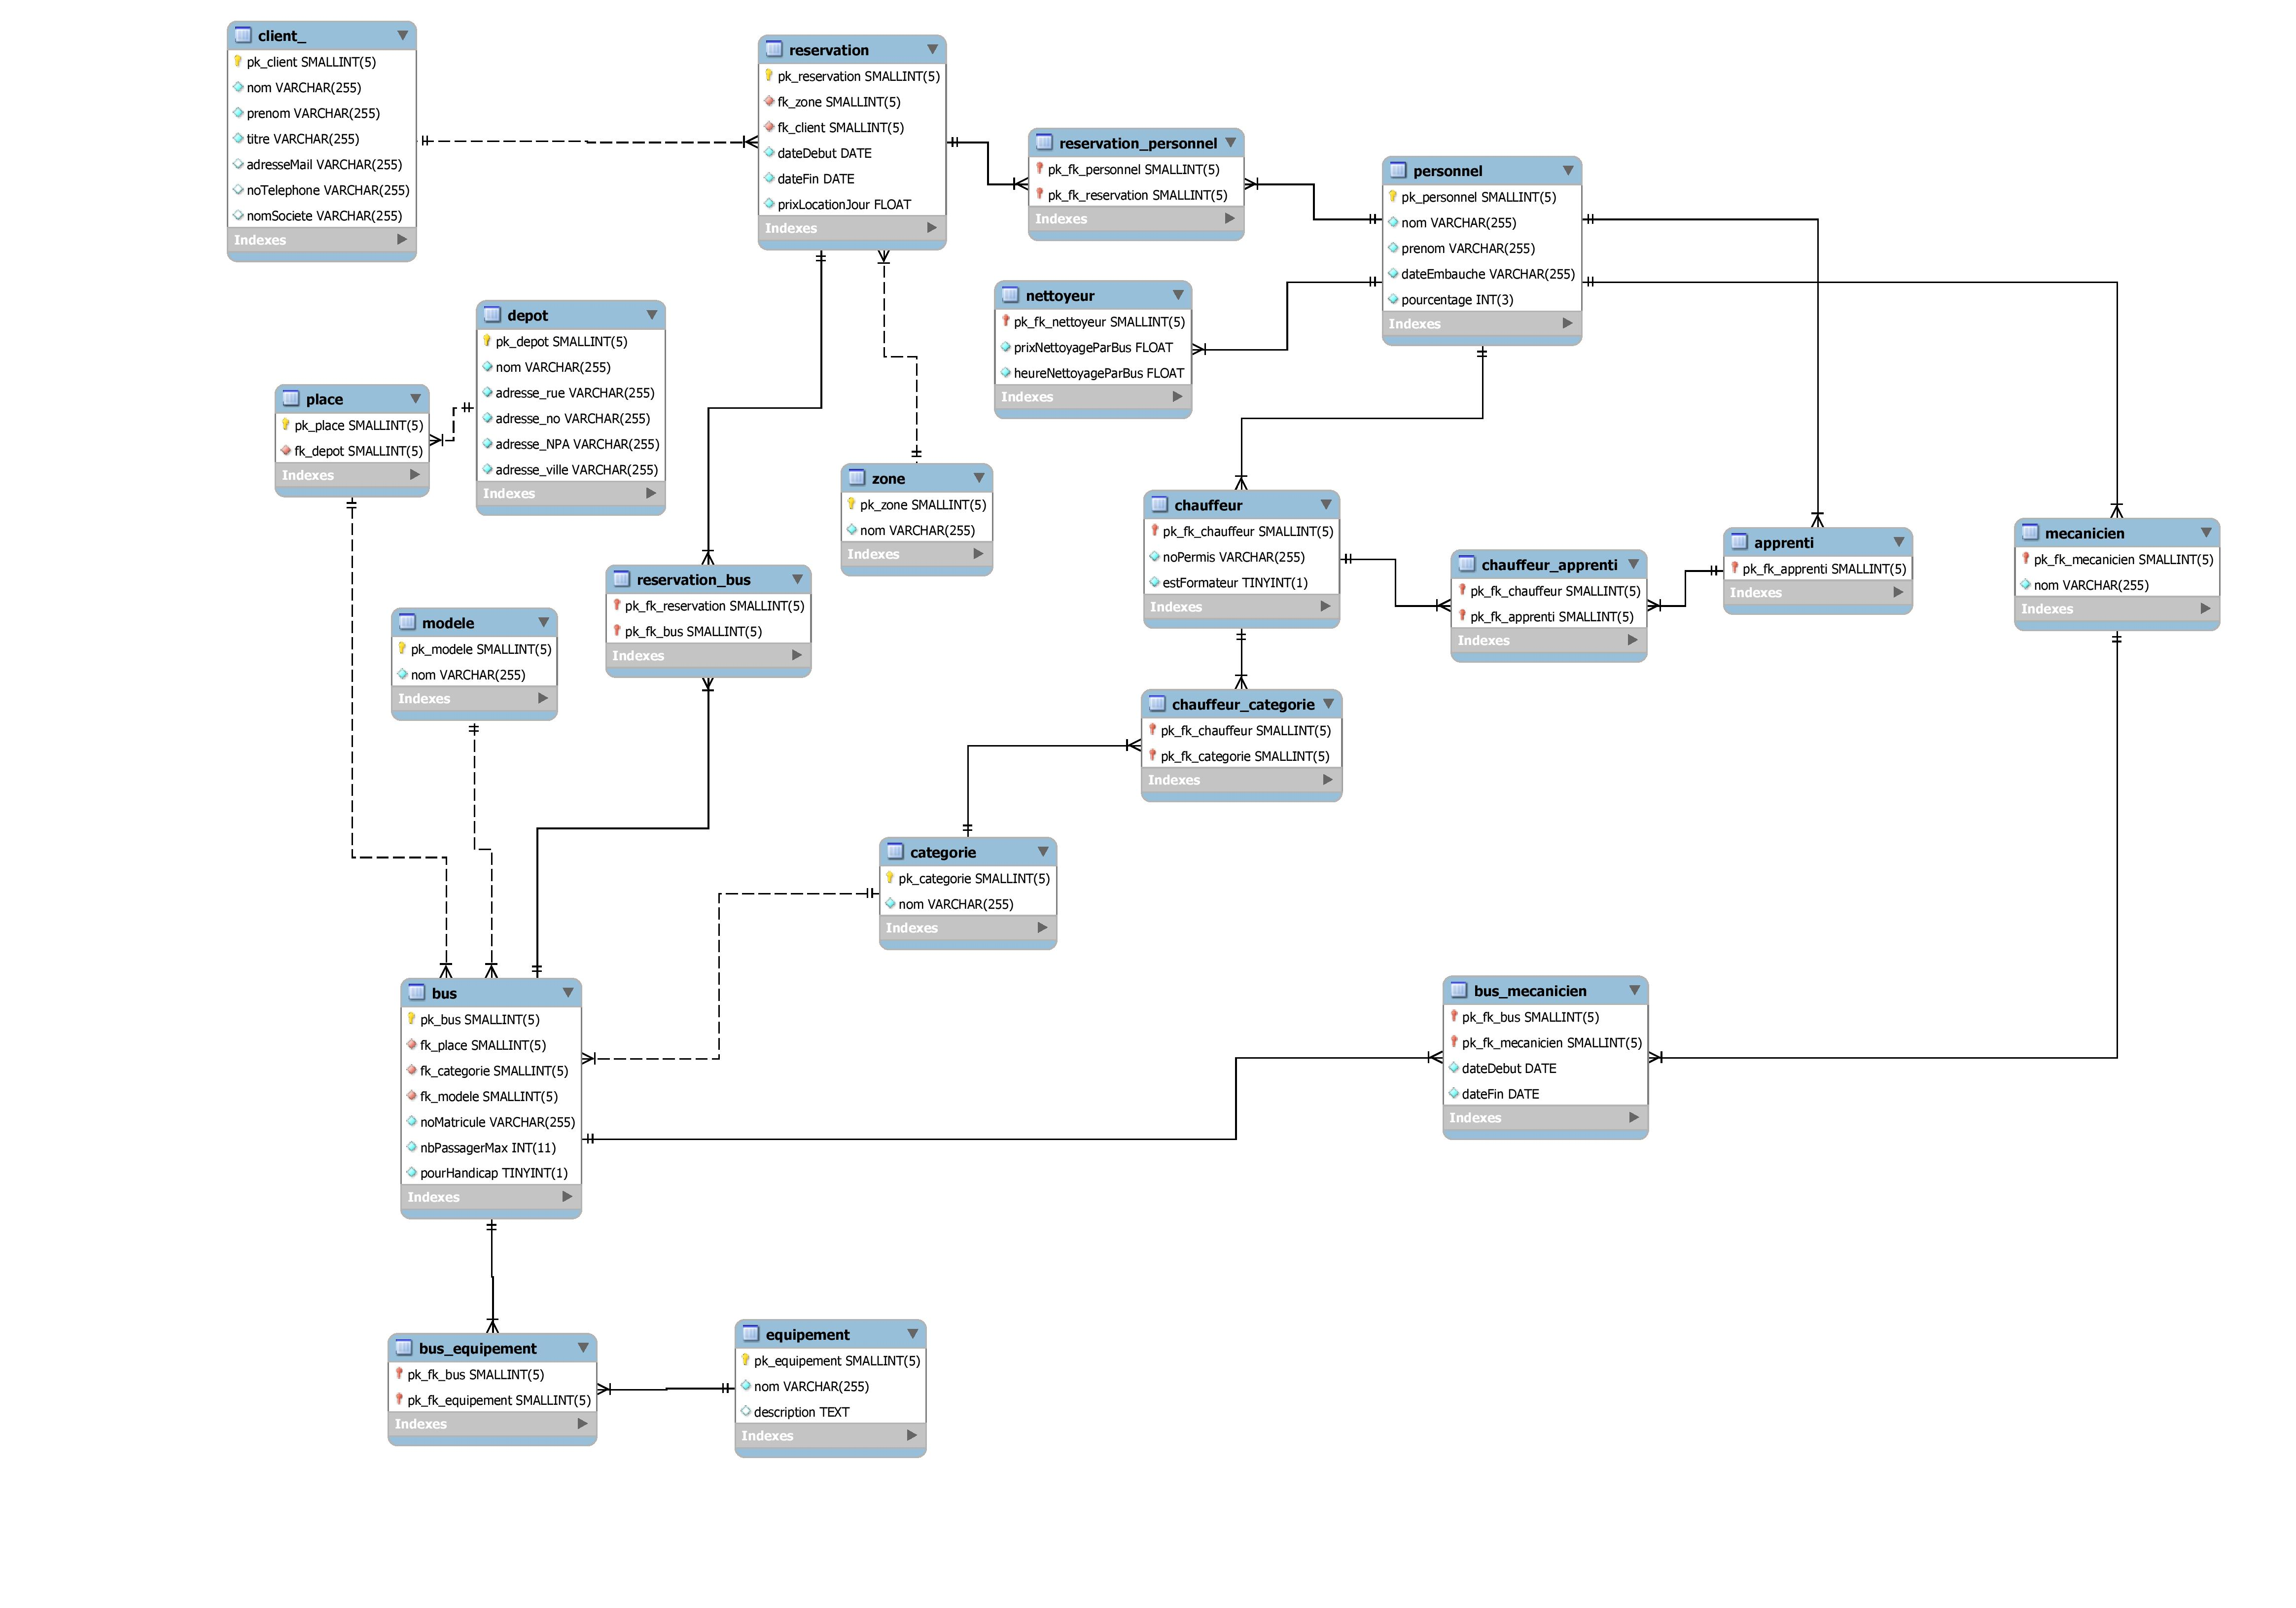 client_
pk_client SMALLINT(5)
nom VARCHAR(255)
prenom VARCHAR(255)
titre VARCHAR(255)
adresseMail VARCHAR(255)
noTelephone VARCHAR(255)
nomSociete VARCHAR(255)
Indexes
reservation
pk_reservation SMALLINT(5)
fk_zone SMALLINT(5)
fk_client SMALLINT(5)
dateDebut DATE
dateFin DATE
prixLocationJour FLOAT
Indexes
reservation_personnel
pk_fk_personnel SMALLINT(5)
pk_fk_reservation SMALLINT(5)
Indexes
personnel
pk_personnel SMALLINT(5)
nom VARCHAR(255)
prenom VARCHAR(255)
dateEmbauche VARCHAR(255)
pourcentage INT(3)
Indexes
nettoyeur
pk_fk_nettoyeur SMALLINT(5)
prixNettoyageParBus FLOAT
heureNettoyageParBus FLOAT
Indexes
depot
pk_depot SMALLINT(5)
nom VARCHAR(255)
adresse_rue VARCHAR(255)
adresse_no VARCHAR(255)
adresse_NPA VARCHAR(255)
adresse_ville VARCHAR(255)
Indexes
place
pk_place SMALLINT(5)
fk_depot SMALLINT(5)
Indexes
zone
pk_zone SMALLINT(5)
nom VARCHAR(255)
Indexes
chauffeur
pk_fk_chauffeur SMALLINT(5)
noPermis VARCHAR(255)
estFormateur TINYINT(1)
Indexes
chauffeur_apprenti
pk_fk_chauffeur SMALLINT(5)
pk_fk_apprenti SMALLINT(5)
Indexes
apprenti
pk_fk_apprenti SMALLINT(5)
Indexes
mecanicien
pk_fk_mecanicien SMALLINT(5)
nom VARCHAR(255)
Indexes
reservation_bus
pk_fk_reservation SMALLINT(5)
pk_fk_bus SMALLINT(5)
Indexes
modele
pk_modele SMALLINT(5)
nom VARCHAR(255)
Indexes
chauffeur_categorie
pk_fk_chauffeur SMALLINT(5)
pk_fk_categorie SMALLINT(5)
Indexes
categorie
pk_categorie SMALLINT(5)
nom VARCHAR(255)
Indexes
bus
pk_bus SMALLINT(5)
fk_place SMALLINT(5)
fk_categorie SMALLINT(5)
fk_modele SMALLINT(5)
noMatricule VARCHAR(255)
nbPassagerMax INT(11)
pourHandicap TINYINT(1)
Indexes
bus_mecanicien
pk_fk_bus SMALLINT(5)
pk_fk_mecanicien SMALLINT(5)
dateDebut DATE
dateFin DATE
Indexes
bus_equipement
pk_fk_bus SMALLINT(5)
pk_fk_equipement SMALLINT(5)
Indexes
equipement
pk_equipement SMALLINT(5)
nom VARCHAR(255)
description TEXT
Indexes